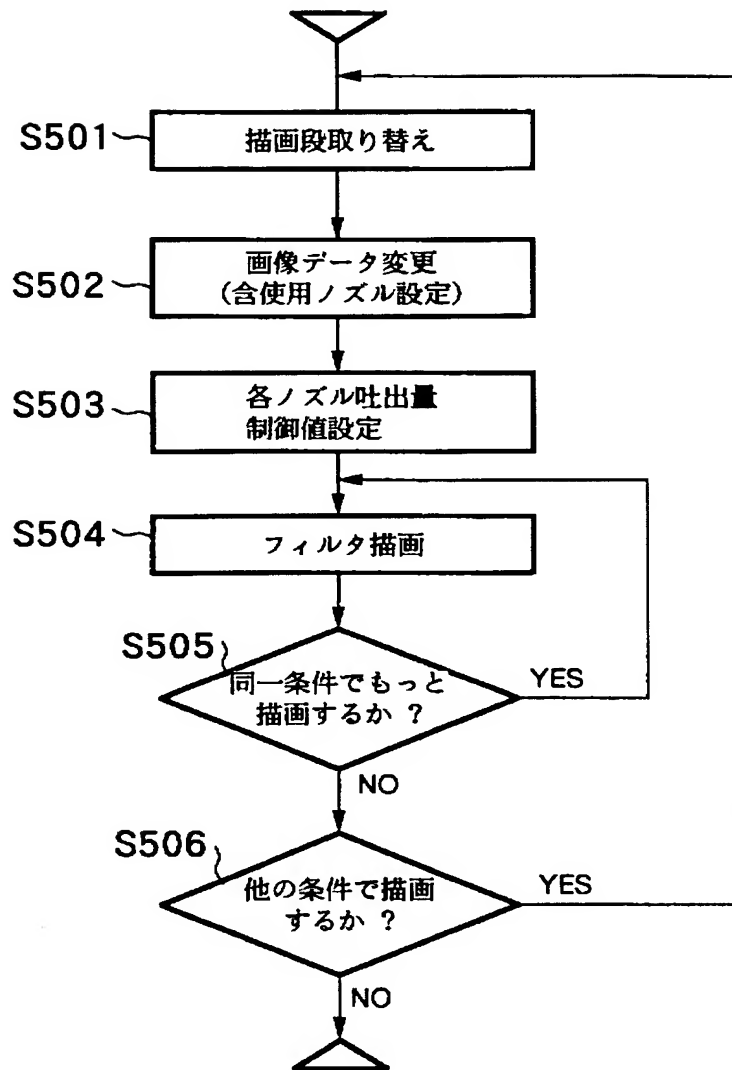 S501
描画段取り替え
S502
画像データ変更
(含使用ノズル設定)
S503
各ノズル吐出量
制御値設定
S504
フィルタ描画
S505
同一条件でもっと
描画するか ?
YES
NO
S506
他の条件で描画
するか ?
YES
NO